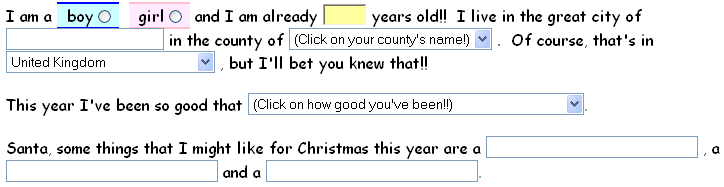 I am a boy girl and I am already years old!! I live in the great city of
in the county of (Click on your county's name!) . Of course, that's in
United Kingdom , but I'll bet you knew that!!
This year I've been so good that (Click on how good you've been!!) .
Santa, some things that I might like for Christmas this year are a , a
and a .